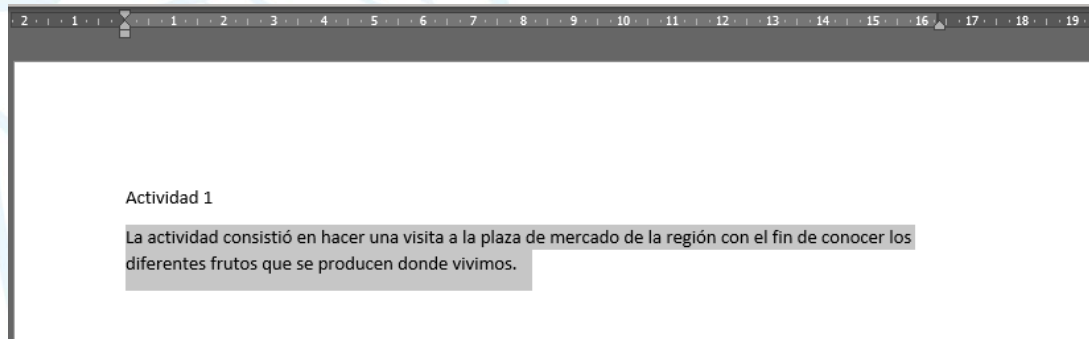 2 1 1 2 3 4 5 6 7 8 9 10 11 12 13 14 15 16 17 18 19
Actividad 1
La actividad consistió en hacer una visita a la plaza de mercado de la región con el fin de conocer los
diferentes frutos que se producen donde vivimos.